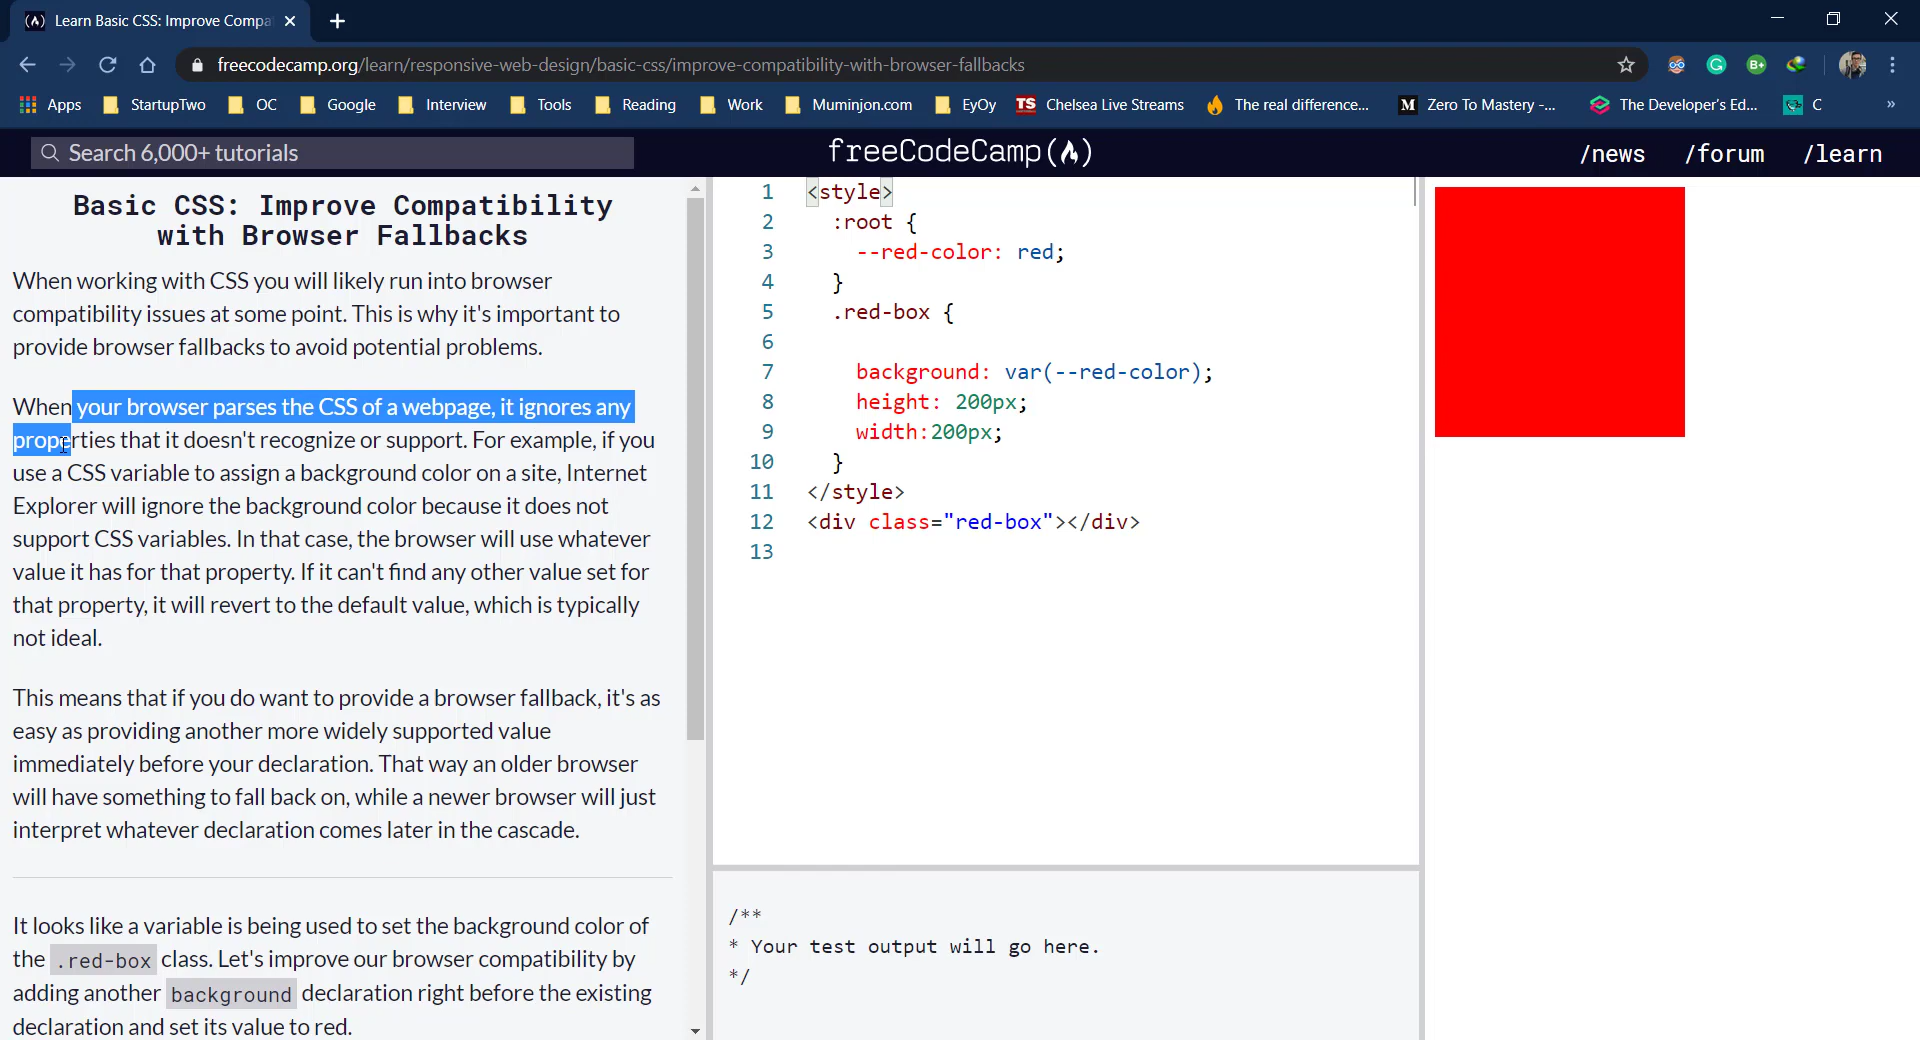 Learn Basic CSS: Improve Compa
freecodecamp.org/learn/responsive-web-design/basic-css/improve-compatibility-with-browser-fallbacks
Apps StartupTwo OC Google Interview Tools Reading Work Muminjon.com EyOy TS Chelsea Live Streams The real difference... M Zero To Mastery -... The Developer's Ed... C »
Search 6,000+ tutorials
freeCodeCamp
/news /forum /learn
Basic CSS: Improve Compatibility
with Browser Fallbacks
When working with CSS you will likely run into browser
compatibility issues at some point. This is why it's important to
provide browser fallbacks to avoid potential problems.
When your browser parses the CSS of a webpage, it ignores any
properties that it doesn't recognize or support. For example, if you
use a CSS variable to assign a background color on a site, Internet
Explorer will ignore the background color because it does not
support CSS variables. In that case, the browser will use whatever
value it has for that property. If it can't find any other value set for
that property, it will revert to the default value, which is typically
not ideal.
This means that if you do want to provide a browser fallback, it's as
easy as providing another more widely supported value
immediately before your declaration. That way an older browser
will have something to fall back on, while a newer browser will just
interpret whatever declaration comes later in the cascade.
It looks like a variable is being used to set the background color of
the .red-box class. Let's improve our browser compatibility by
adding another background declaration right before the existing
declaration and set its value to red.
1 <style>
2 :root {
3 --red-color: red;
4 }
5 .red-box {
6
7 background: var(--red-color);
8 height: 200px;
9 width:200px;
10 }
11 </style>
12 <div class="red-box"></div>
13
/**
* Your test output will go here.
*/